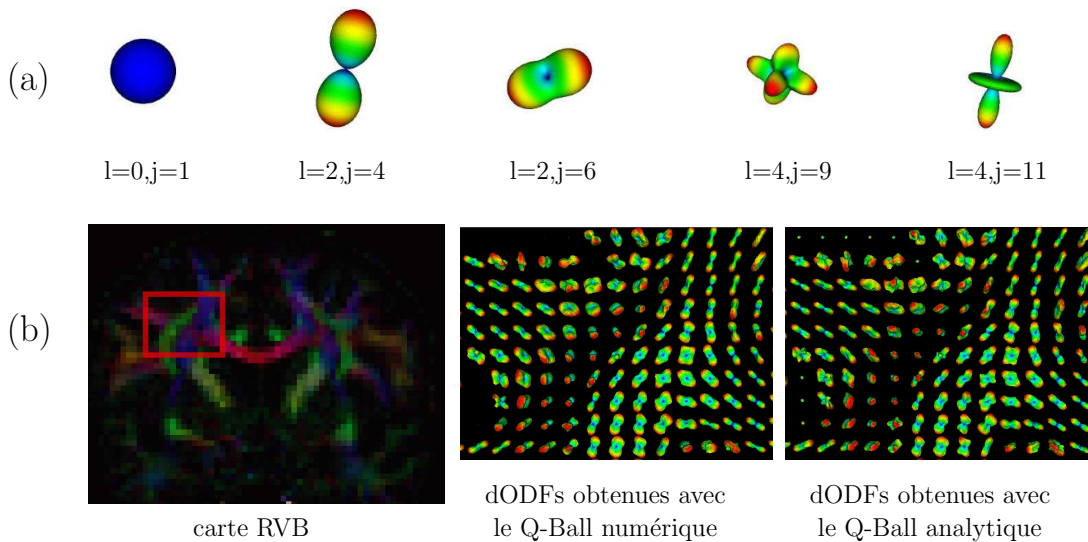 (a)
l=0,j=1
l=2,j=4
l=2,j=6
l=4,j=9
l=4,j=11
(b)
carte RVB
dODFs obtenues avec
le Q-Ball numérique
dODFs obtenues avec
le Q-Ball analytique